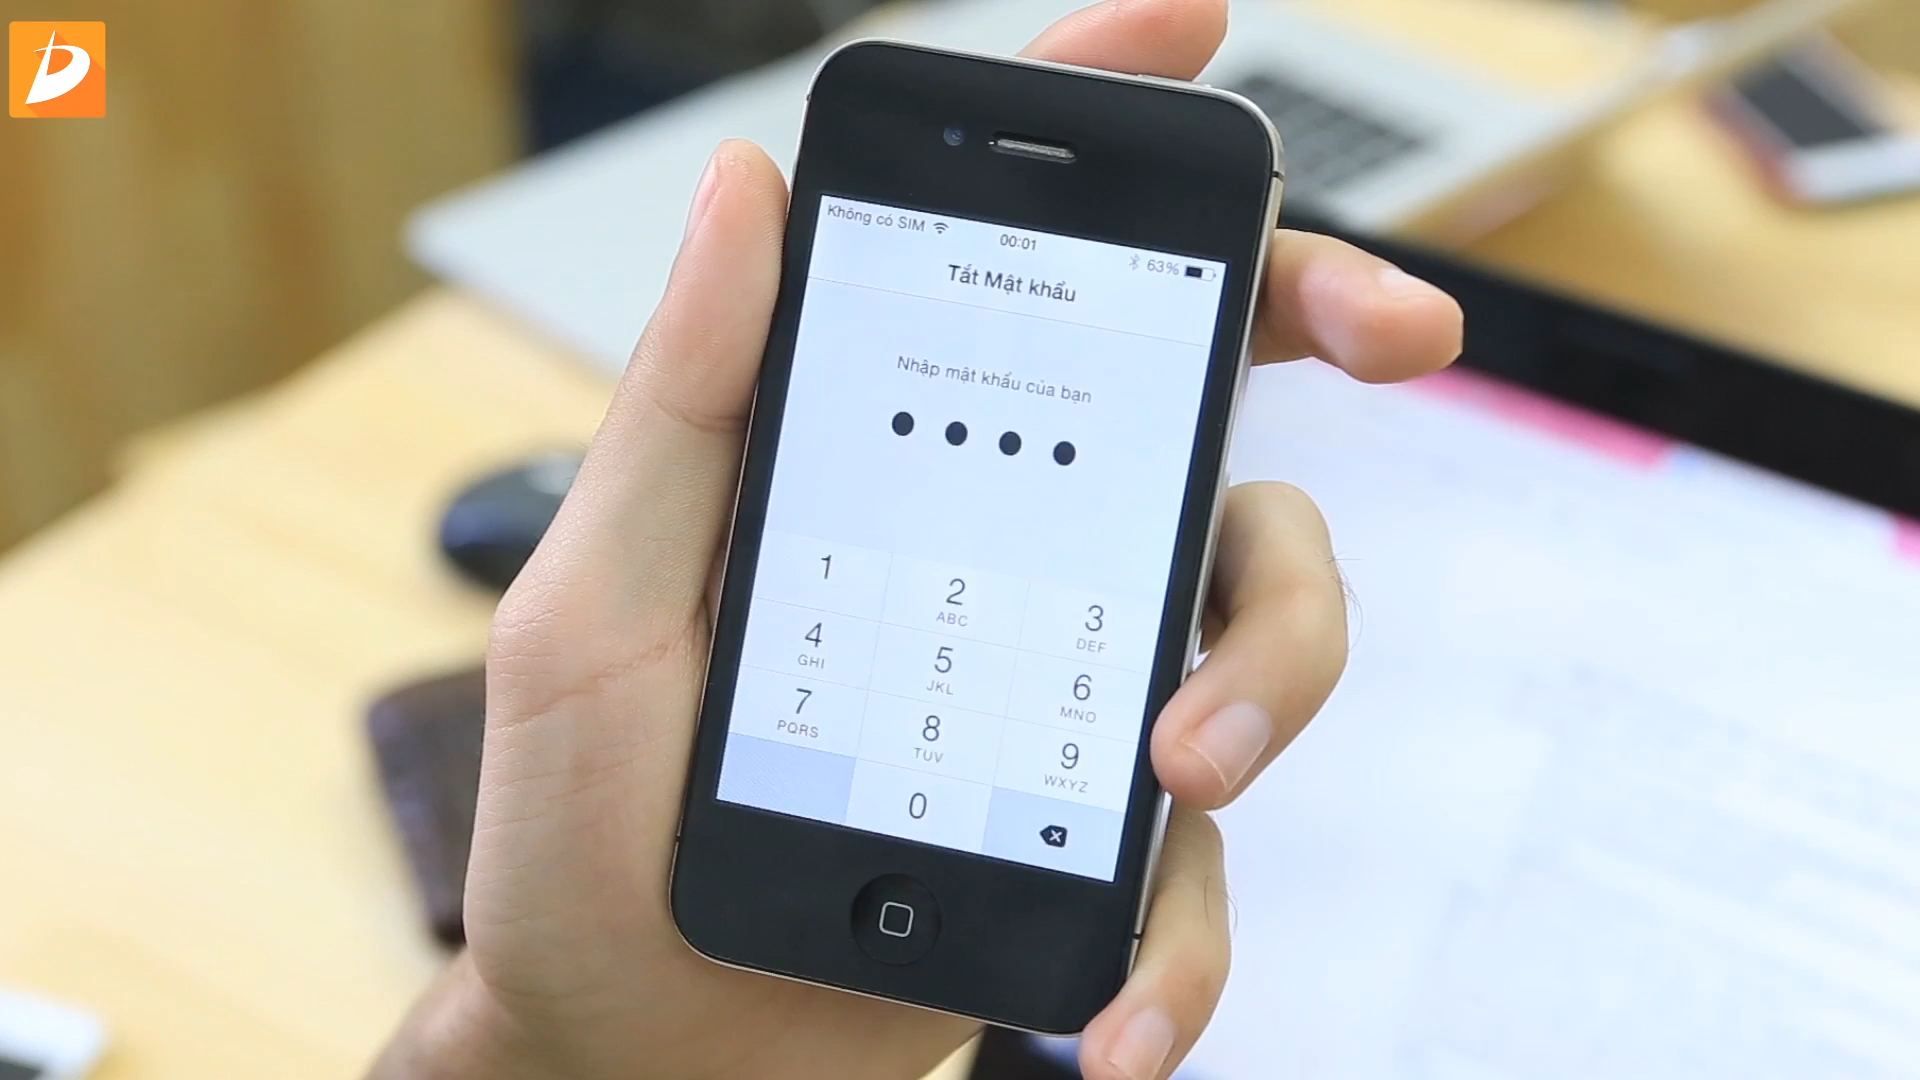 Không có SIM
00:01
63%
Tắt Mật khẩu
Nhập mật khẩu của bạn
1
2
ABC
3
DEF
4
GHI
5
JKL
6
MNO
7
PQRS
8
TUV
9
WXYZ
0